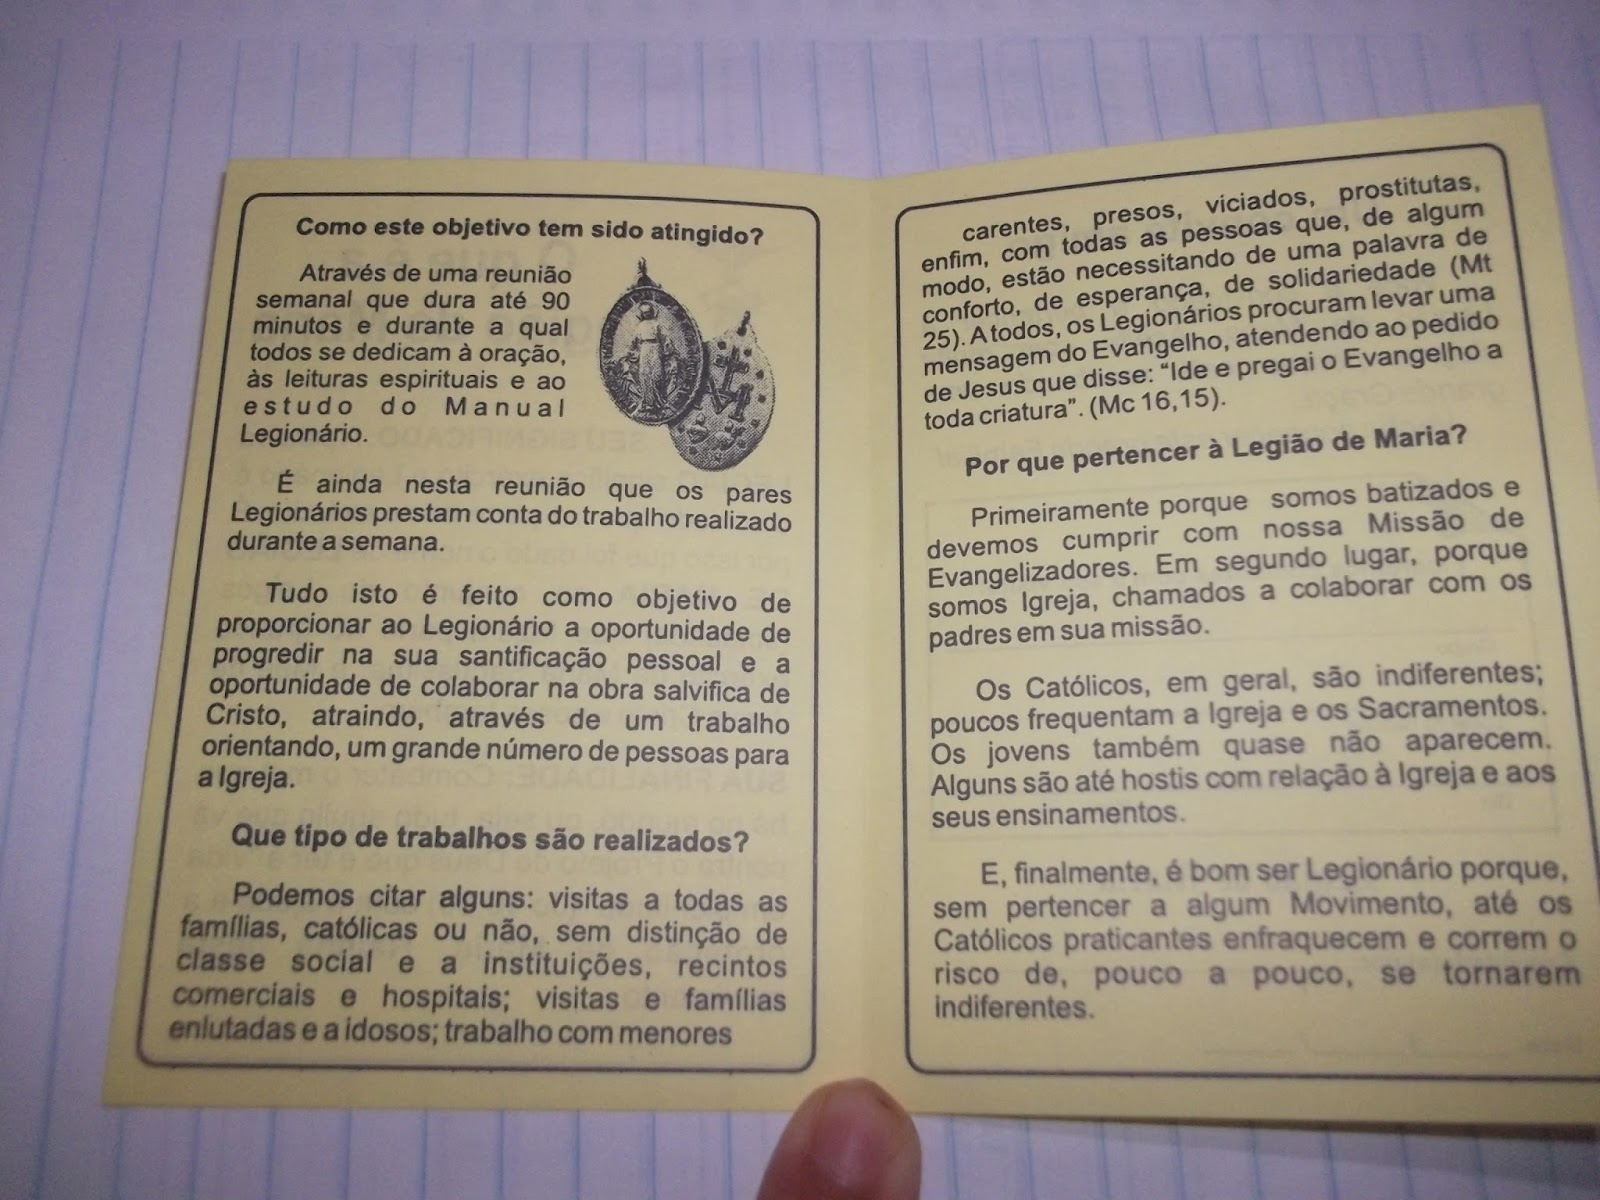 Como este objetivo tem sido atingido?
Através de uma reunião
semanal que dura até 90
minutos e durante a qual
todos se dedicam à oração,
às leituras espirituais e ao
estudo do Manual
Legionário.
É ainda nesta reunião que os pares
Legionários prestam conta do trabalho realizado
durante a semana.
Tudo isto é feito como objetivo de
proporcionar ao Legionário a oportunidade de
progredir na sua santificação pessoal e a
oportunidade de colaborar na obra salvifica de
Cristo, atraindo, através de um trabalho
orientando, um grande número de pessoas para
a Igreja.
Que tipo de trabalhos são realizados?
Podemos citar alguns: visitas a todas as
famílias, católicas ou não, sem distinção de
classe social e a instituições, recintos
comerciais e hospitais; visitas e famílias
enlutadas e a idosos; trabalho com menores
carentes, presos, viciados, prostitutas,
enfim, com todas as pessoas que, de algum
modo, estão necessitando de uma palavra de
conforto, de esperança, de solidariedade (Mt
25). A todos, os Legionários procuram levar uma
mensagem do Evangelho, atendendo ao pedido
de Jesus que disse: “Ide e pregai o Evangelho a
toda criatura”. (Mc 16,15).
Por que pertencer à Legião de Maria?
Primeiramente porque somos batizados e
devemos cumprir com nossa Missão de
Evangelizadores. Em segundo lugar, porque
somos Igreja, chamados a colaborar com os
padres em sua missão.
Os Católicos, em geral, são indiferentes;
poucos frequentam a Igreja e os Sacramentos.
Os jovens também quase não aparecem.
Alguns são até hostis com relação à Igreja e aos
seus ensinamentos.
E, finalmente, é bom ser Legionário porque,
sem pertencer a algum Movimento, até os
Católicos praticantes enfraquecem e correm o
risco de, pouco a pouco, se tornarem
indiferentes.